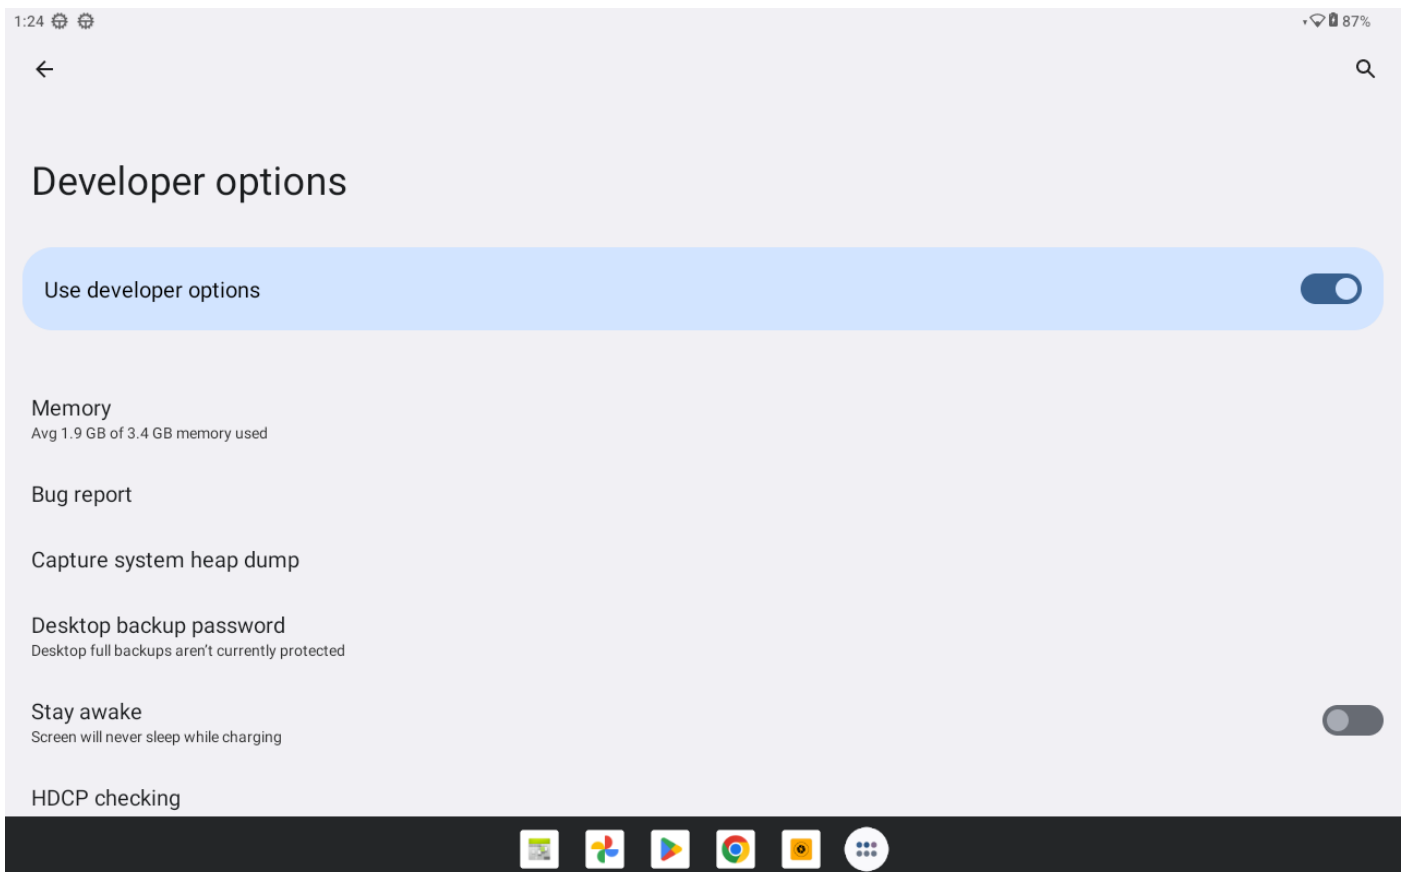 1:24
87%
Developer options
Use developer options
Memory
Avg 1.9 GB of 3.4 GB memory used
Bug report
Capture system heap dump
Desktop backup password
Desktop full backups aren't currently protected
Stay awake
Screen will never sleep while charging
HDCP checking